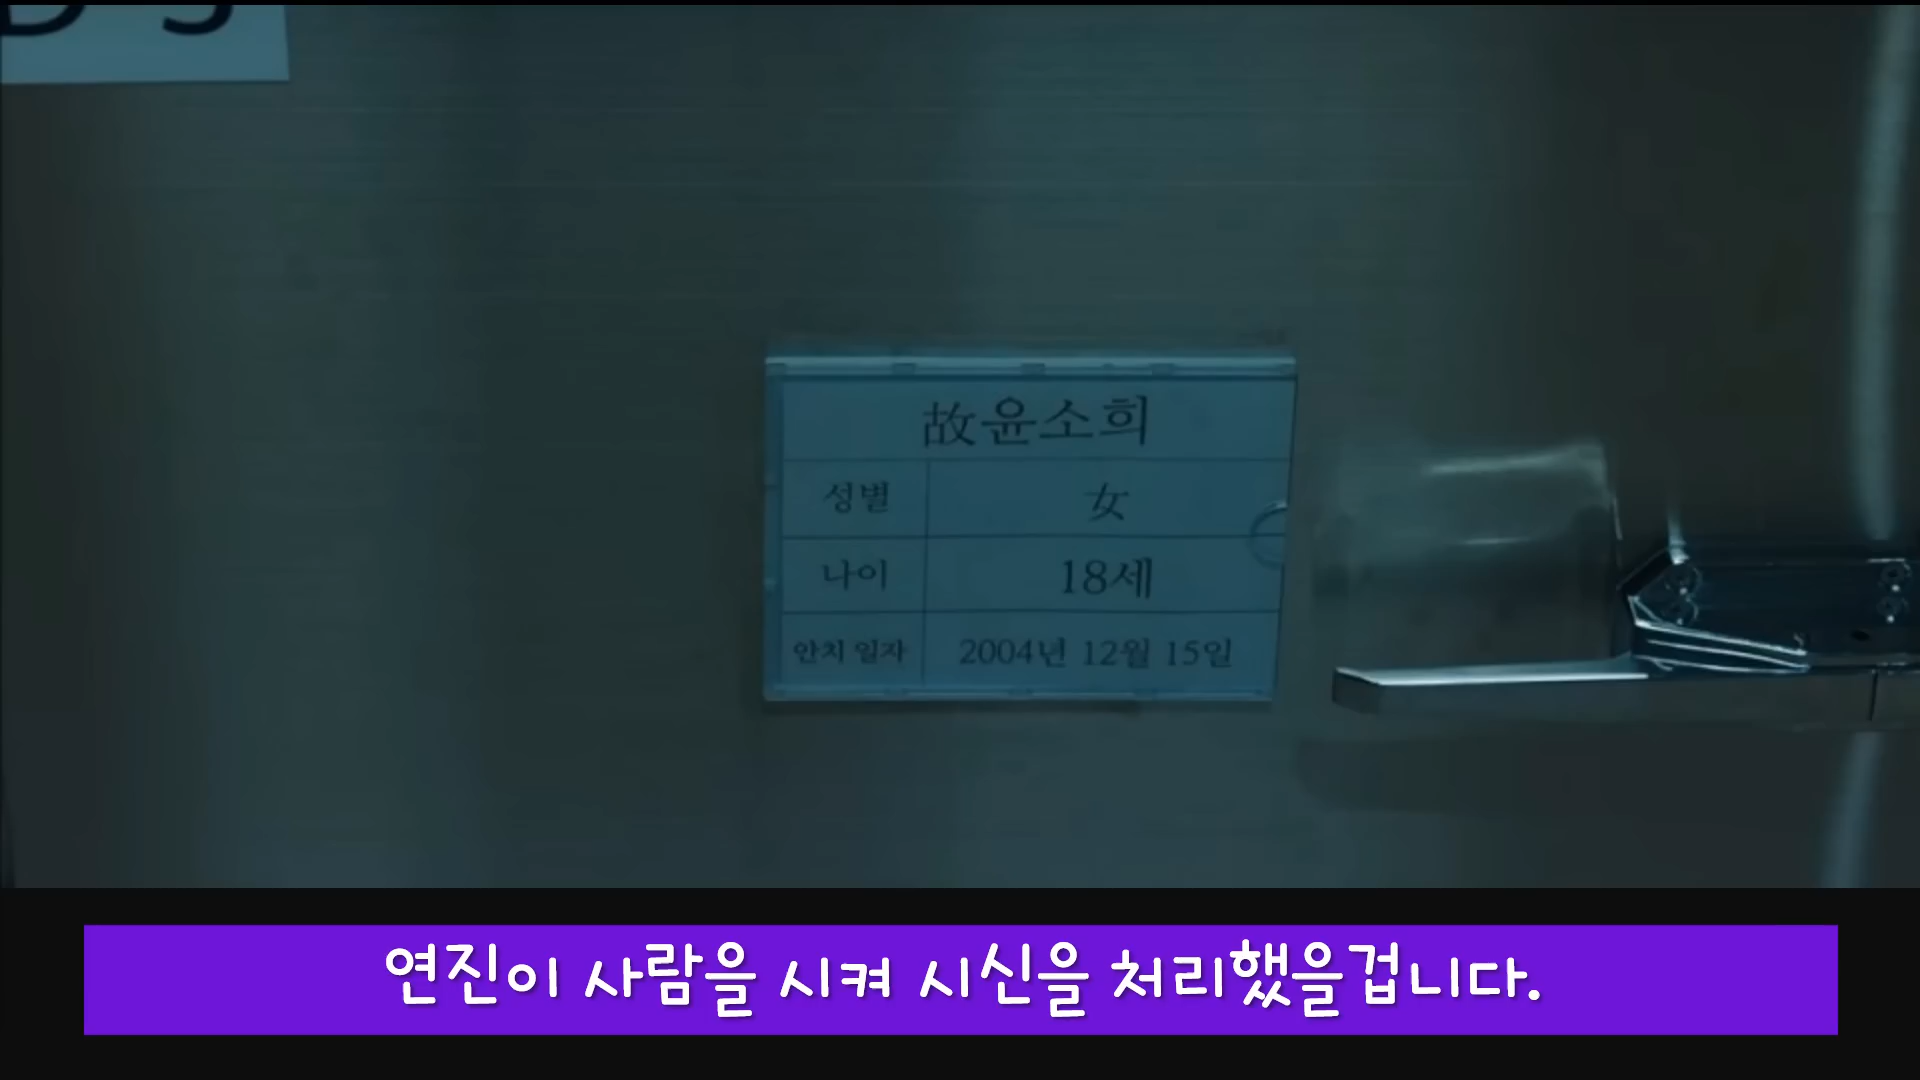 故윤소희
성별 女
나이 18세
안치 일자 2004년 12월 15일
연진이 사람을 시켜 시신을 처리했을겁니다.